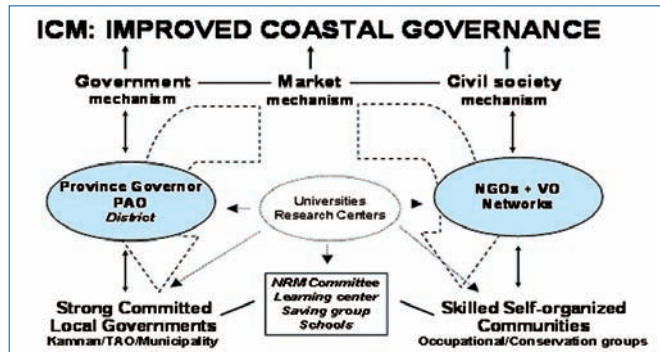 ICM: IMPROVED COASTAL GOVERNANCE
Government
mechanism
Market
mechanism
Civil society
mechanism
Province Governor
PAO
District
Universities
Research Centers
NGOs + VO
Networks
NRM Committee
Learning center
Saving group
Schools
Strong Committed
Local Governments
Kamnan/TAO/Municipality
Skilled Self-organized
Communities
Occupational/Conservation groups